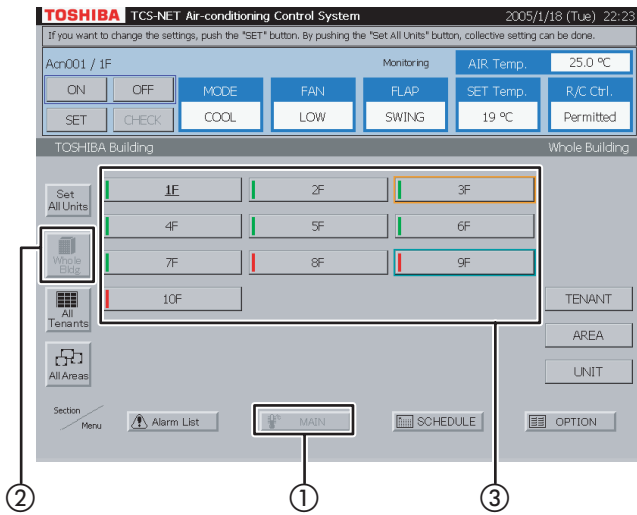 TOSHIBA TCS-NET Air-conditioning Control System 2005/1/18 (Tue) 22:23
If you want to change the settings, push the "SET" button. By pushing the "Set All Units" button, collective setting can be done.
Acn001 / 1F Monitoring AIR Temp. 25.0 ℃
ON OFF MODE FAN FLAP SET Temp. R/C Ctrl.
SET CHECK COOL LOW SWING 19 ℃ Permitted
TOSHIBA Building Whole Building
Set All Units
1F 2F 3F
4F 5F 6F
Whole Bldg.
7F 8F 9F
10F
All Tenants
TENANT
AREA
All Areas
UNIT
Section / Menu
Alarm List MAIN SCHEDULE OPTION
② ① ③